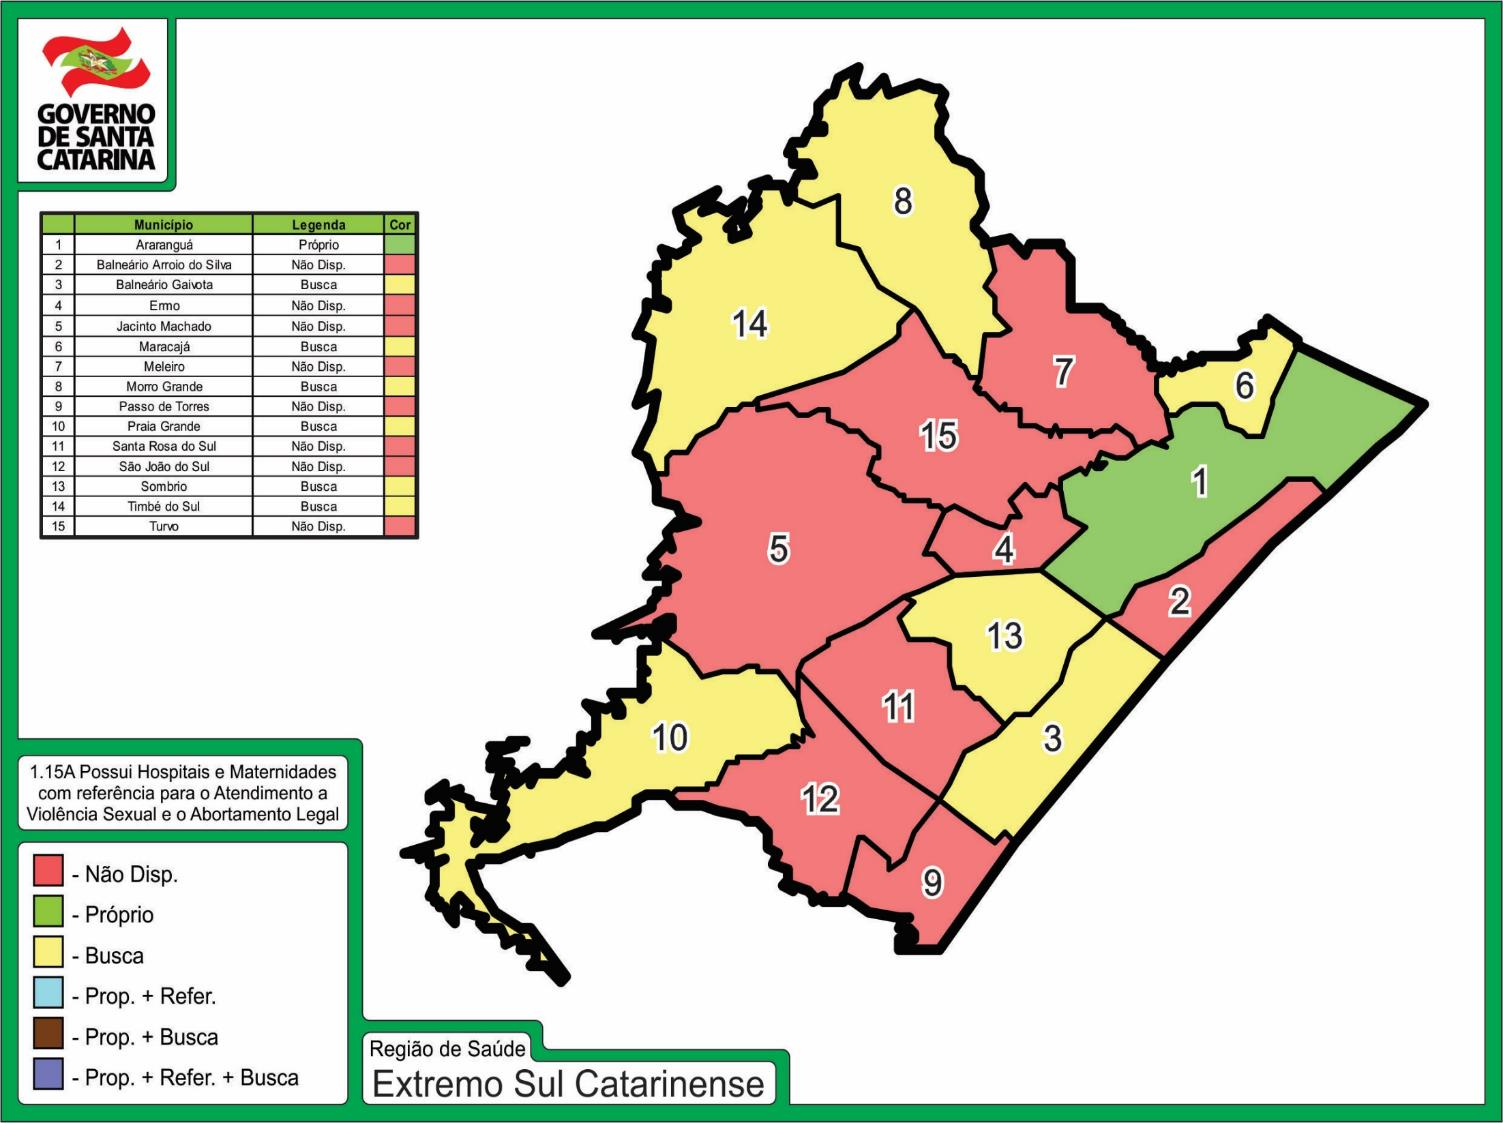 GOVERNO
DE SANTA
CATARINA
Município Legenda Cor
1 Araranguá Próprio
2 Balneário Arroio do Silva Não Disp.
3 Balneário Gaivota Busca
4 Ermo Não Disp.
5 Jacinto Machado Não Disp.
6 Maracajá Busca
7 Meleiro Não Disp.
8 Morro Grande Busca
9 Passo de Torres Não Disp.
10 Praia Grande Busca
11 Santa Rosa do Sul Não Disp.
12 São João do Sul Não Disp.
13 Sombrio Busca
14 Timbé do Sul Busca
15 Turvo Não Disp.
8
14
7
6
15
1
5
4
2
13
11
10
3
12
9
1.15A Possui Hospitais e Maternidades
com referência para o Atendimento a
Violência Sexual e o Abortamento Legal
- Não Disp.
- Próprio
- Busca
- Prop. + Refer.
- Prop. + Busca
- Prop. + Refer. + Busca
Região de Saúde
Extremo Sul Catarinense